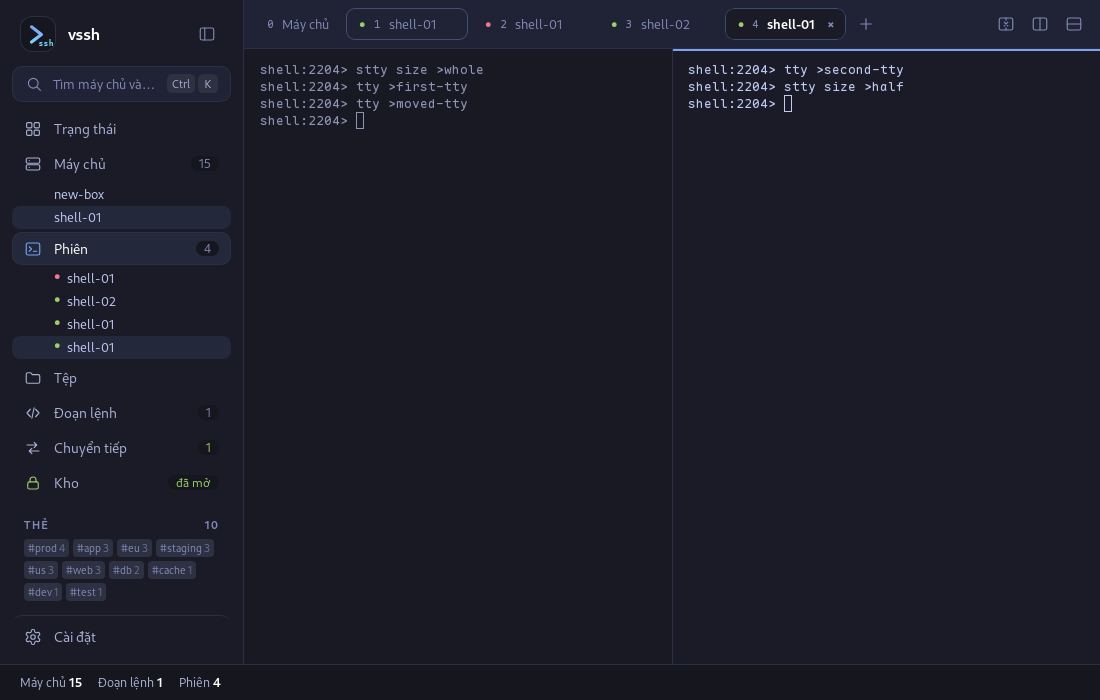 ssh
vssh
Tìm máy chủ và… Ctrl K
Trạng thái
Máy chủ 15
new-box
shell-01
Phiên 4
shell-01
shell-02
shell-01
shell-01
Tệp
Đoạn lệnh 1
Chuyển tiếp 1
Kho đã mở
THẺ 10
#prod 4 #app 3 #eu 3 #staging 3
#us 3 #web 3 #db 2 #cache 1
#dev 1 #test 1
Cài đặt
0 Máy chủ 1 shell-01 2 shell-01 3 shell-02 4 shell-01 ×
shell:2204> stty size >whole
shell:2204> tty >first-tty
shell:2204> tty >moved-tty
shell:2204>
shell:2204> tty >second-tty
shell:2204> stty size >half
shell:2204>
Máy chủ 15 Đoạn lệnh 1 Phiên 4